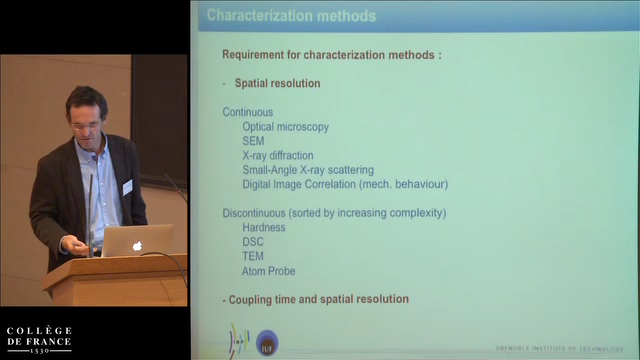 Characterization methods
Requirement for characterization methods :
- Spatial resolution
Continuous
Optical microscopy
SEM
X-ray diffraction
Small-Angle X-ray scattering
Digital Image Correlation (mech. behaviour)
Discontinuous (sorted by increasing complexity)
Hardness
DSC
TEM
Atom Probe
- Coupling time and spatial resolution
IUF
GRENOBLE INSTITUTE OF TECHNOLOGY
COLLÈGE
DE FRANCE
1530